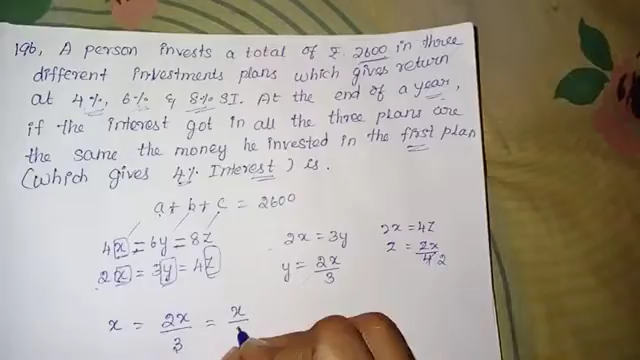 196, A person invests a total of ₹. 2600 in three
different investments plans which gives return
at 4%, 6% & 8% SI. At the end of a year,
if the interest got in all the three plans are
the same the money he invested in the first plan
(which gives 4% Interest) is.
a + b + c = 2600
4x = 6y = 8z
2x = 3y = 4z
2x = 3y
y = 2x/3
2x = 4z
z = 2x/4 2
x = 2x/3 = x/